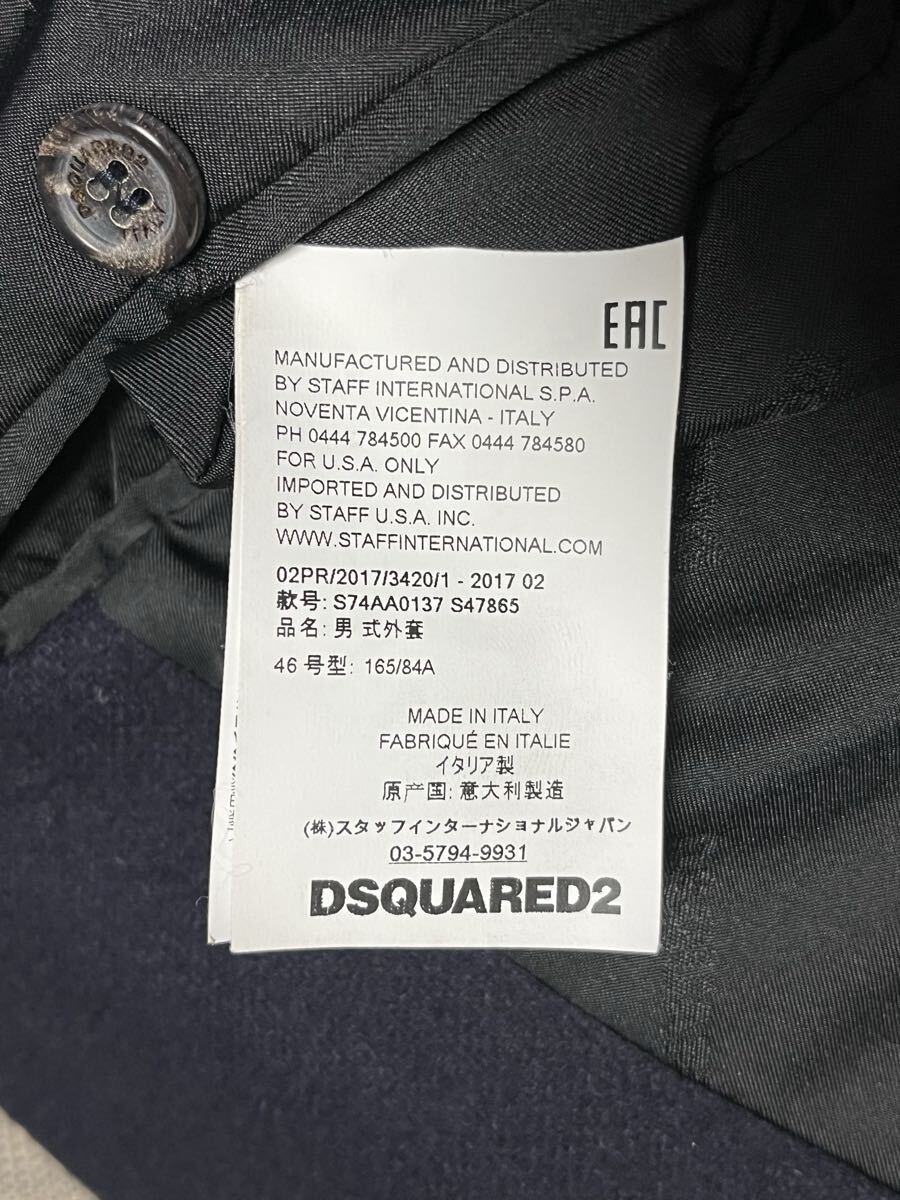 DSQUARED2
ITALY
EAC
MANUFACTURED AND DISTRIBUTED
BY STAFF INTERNATIONAL S.P.A.
NOVENTA VICENTINA - ITALY
PH 0444 784500 FAX 0444 784580
FOR U.S.A. ONLY
IMPORTED AND DISTRIBUTED
BY STAFF U.S.A. INC.
WWW.STAFFINTERNATIONAL.COM
02PR/2017/3420/1 - 2017 02
款号: S74AA0137 S47865
品名: 男 式外套
46 号型: 165/84A
MADE IN ITALY
FABRIQUÉ EN ITALIE
イタリア製
原产国: 意大利製造
(株)スタッフインターナショナルジャパン
03-5794-9931
DSQUARED2